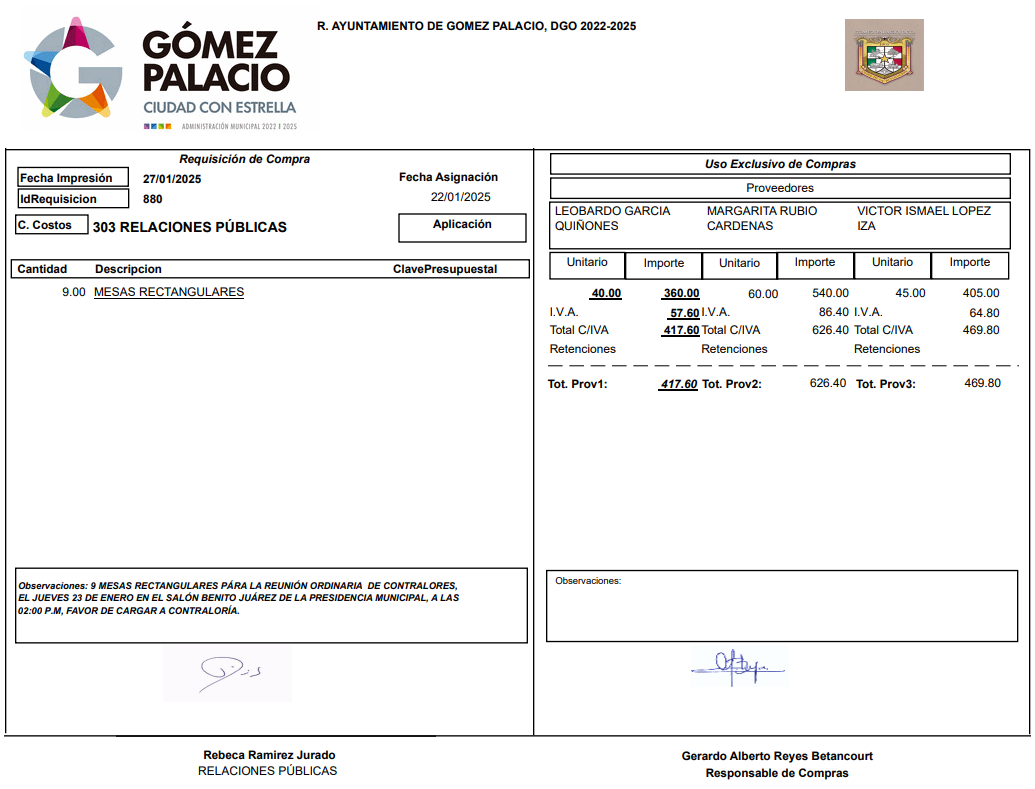 GÓMEZ
PALACIO
CIUDAD CON ESTRELLA
ADMINISTRACIÓN MUNICIPAL 2022 | 2025
R. AYUNTAMIENTO DE GOMEZ PALACIO, DGO 2022-2025
Requisición de Compra
Fecha Impresión 27/01/2025
Fecha Asignación
IdRequisicion 880
22/01/2025
C. Costos 303 RELACIONES PÚBLICAS
Aplicación
Cantidad Descripcion ClavePresupuestal
9.00 MESAS RECTANGULARES
Observaciones: 9 MESAS RECTANGULARES PÁRA LA REUNIÓN ORDINARIA DE CONTRALORES,
EL JUEVES 23 DE ENERO EN EL SALÓN BENITO JUÁREZ DE LA PRESIDENCIA MUNICIPAL, A LAS
02:00 P.M, FAVOR DE CARGAR A CONTRALORÍA.
Rebeca Ramirez Jurado
RELACIONES PÚBLICAS
Uso Exclusivo de Compras
Proveedores
LEOBARDO GARCIA MARGARITA RUBIO VICTOR ISMAEL LOPEZ
QUIÑONES CARDENAS IZA
Unitario Importe Unitario Importe Unitario Importe
40.00 360.00 60.00 540.00 45.00 405.00
I.V.A. 57.60 I.V.A. 86.40 I.V.A. 64.80
Total C/IVA 417.60 Total C/IVA 626.40 Total C/IVA 469.80
Retenciones Retenciones Retenciones
Tot. Prov1: 417.60 Tot. Prov2: 626.40 Tot. Prov3: 469.80
Observaciones:
Gerardo Alberto Reyes Betancourt
Responsable de Compras